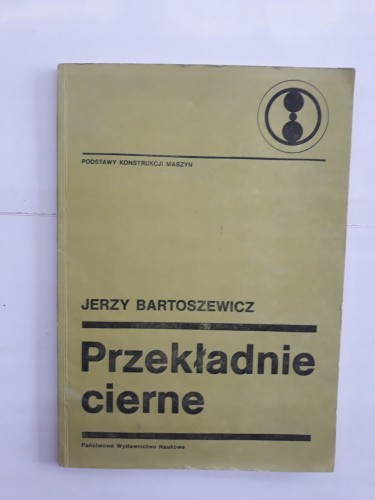 PODSTAWY KONSTRUKCJI MASZYN
JERZY BARTOSZEWICZ
Przekładnie
cierne
Państwowe Wydawnictwo Naukowe